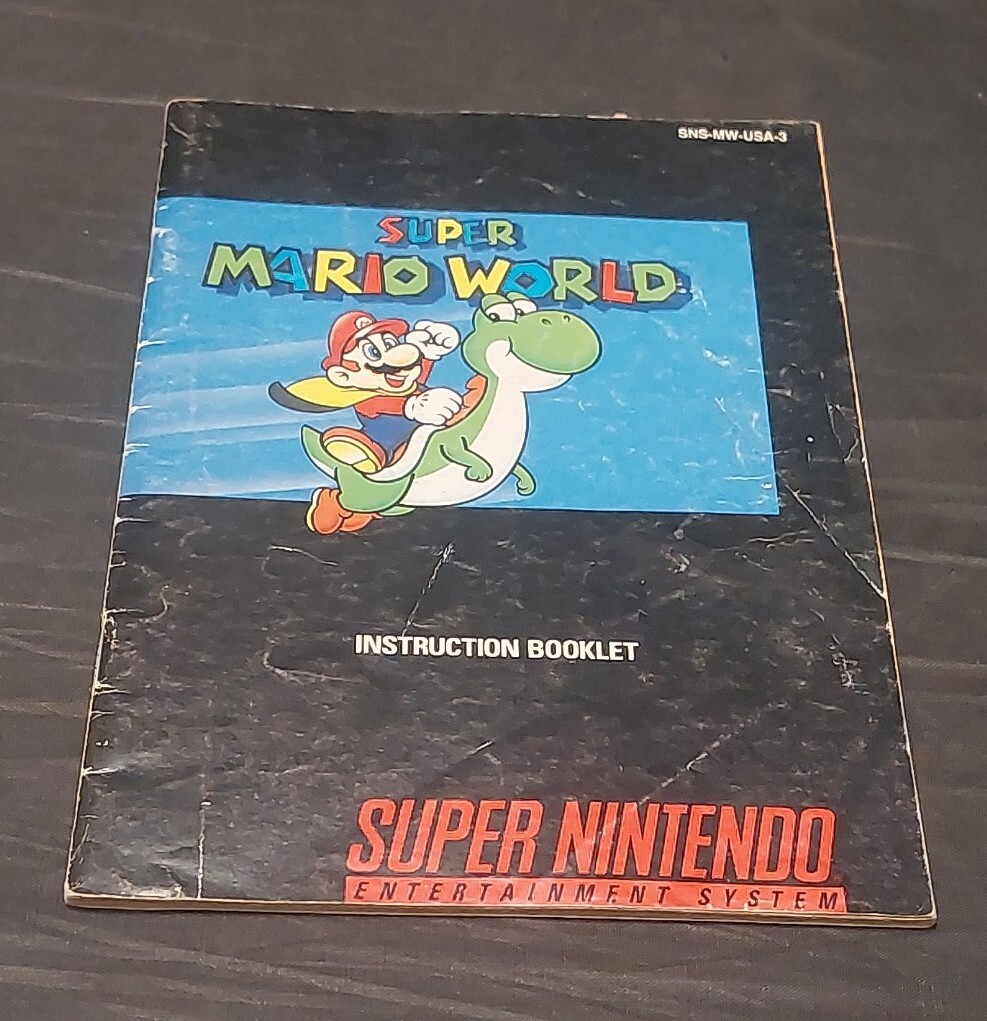 SNS-MW-USA-3
SUPER
MARIO WORLD
M
INSTRUCTION BOOKLET
SUPER NINTENDO
ENTERTAINMENT SYSTEM